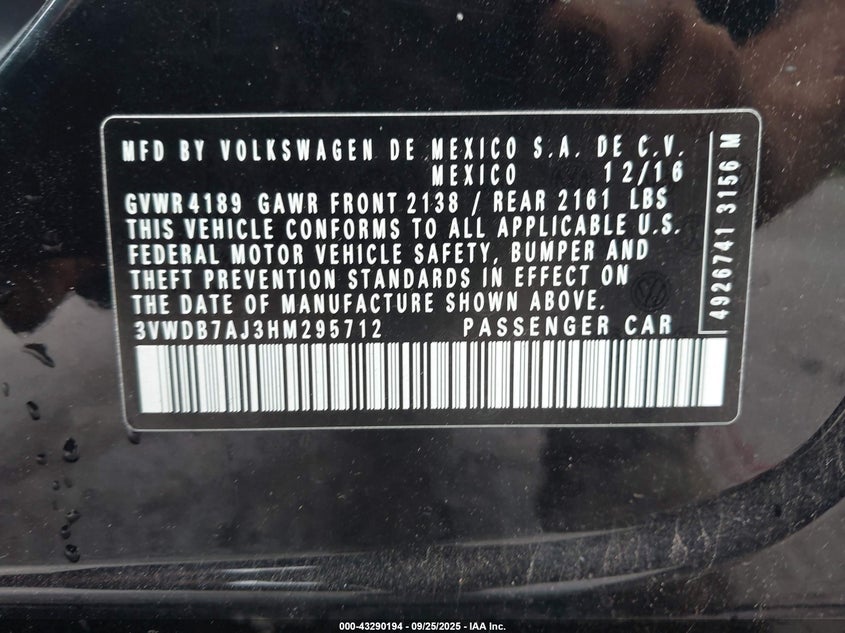 MFD BY VOLKSWAGEN DE MEXICO S.A. DE C.V.
MEXICO 12/16
GVWR 4189 GAWR FRONT 2138 / REAR 2161 LBS
THIS VEHICLE CONFORMS TO ALL APPLICABLE U.S.
FEDERAL MOTOR VEHICLE SAFETY, BUMPER AND
THEFT PREVENTION STANDARDS IN EFFECT ON
THE DATE OF MANUFACTURE SHOWN ABOVE.
3VWDB7AJ3HM295712 PASSENGER CAR
4926741 3156 M
000-43290194 - 09/25/2025 - IAA Inc.